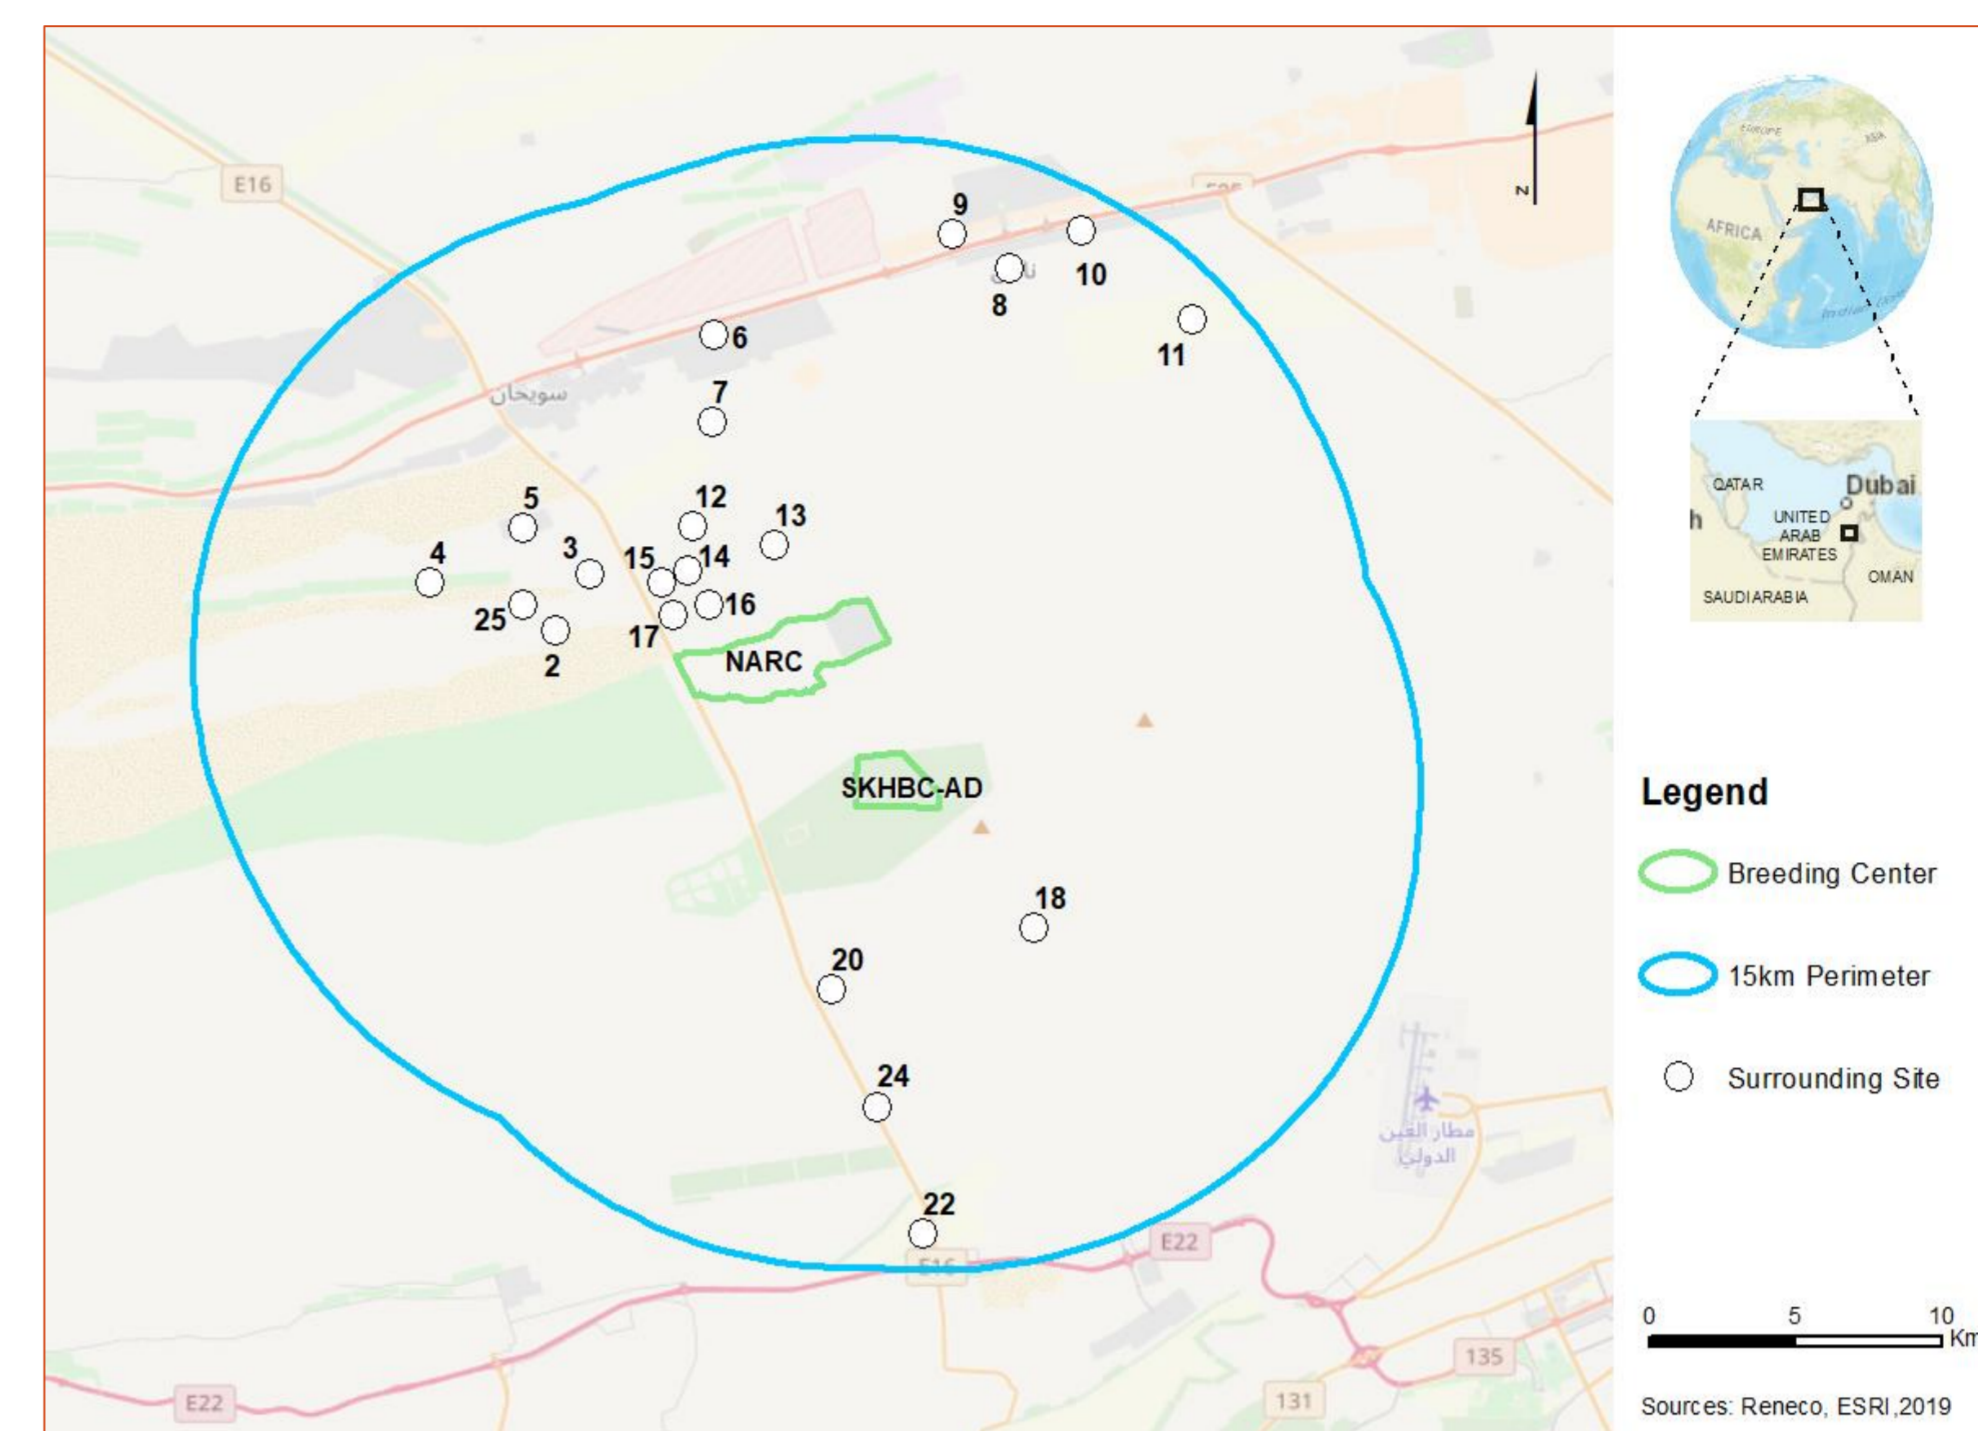 E16
9
10
8
6
11
سويحان
7
12
13
5
3
15
14
4
16
25
17
2
NARC
SKHBC-AD
18
20
24
مطار العين
الدولي
22
E16
E22
E22
135
131
EUROPE
ASIA
AFRICA
QATAR
Dubai
UNITED
ARAB
EMIRATES
OMAN
SAUDI ARABIA
Legend
Breeding Center
15km Perimeter
Surrounding Site
0 5 10
Km
Sources: Reneco, ESRI,2019
N